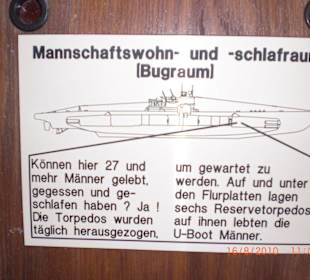 Mannschaftswohn- und -schlafraum
(Bugraum)
Können hier 27 und
mehr Männer gelebt,
gegessen und ge-
schlafen haben ? Ja !
Die Torpedos wurden
täglich herausgezogen,
um gewartet zu
werden. Auf und unter
den Flurplatten lagen
sechs Reservetorpedos
auf ihnen lebten die
U-Boot Männer.
16/8/2010